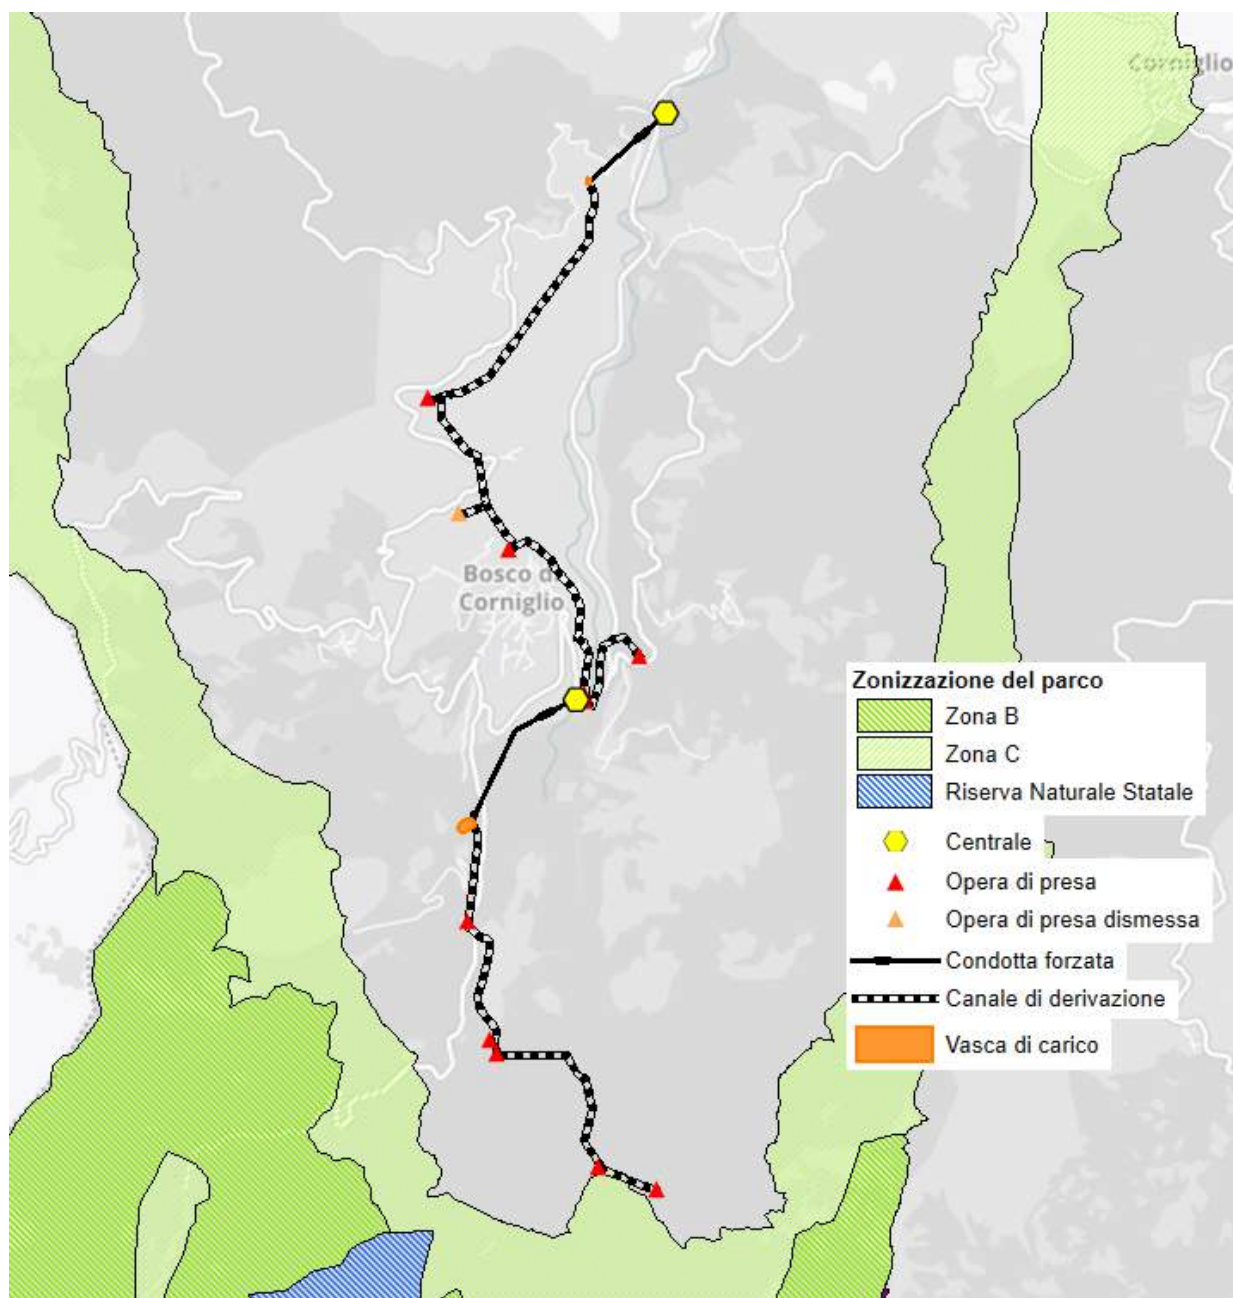 Corniglio
Bosco di
Corniglio
Zonizzazione del parco
Zona B
Zona C
Riserva Naturale Statale
Centrale
Opera di presa
Opera di presa dismessa
Condotta forzata
Canale di derivazione
Vasca di carico